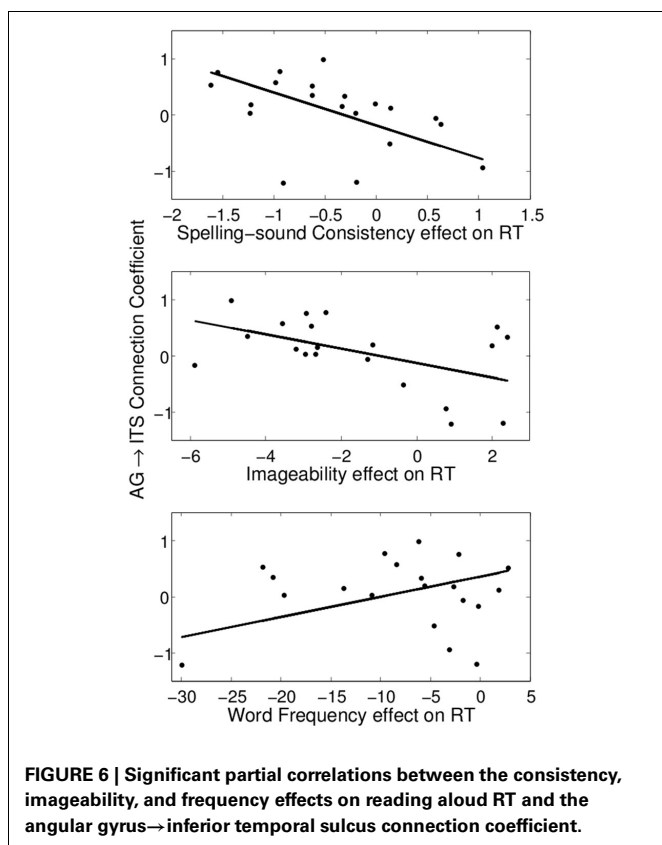 1
0
−1
−2 −1.5 −1 −0.5 0 0.5 1 1.5
Spelling−sound Consistency effect on RT
AG → ITS Connection Coefficient
1
0
−1
−6 −4 −2 0 2
Imageability effect on RT
1
0
−1
−30 −25 −20 −15 −10 −5 0 5
Word Frequency effect on RT
FIGURE 6 | Significant partial correlations between the consistency,
imageability, and frequency effects on reading aloud RT and the
angular gyrus→inferior temporal sulcus connection coefficient.